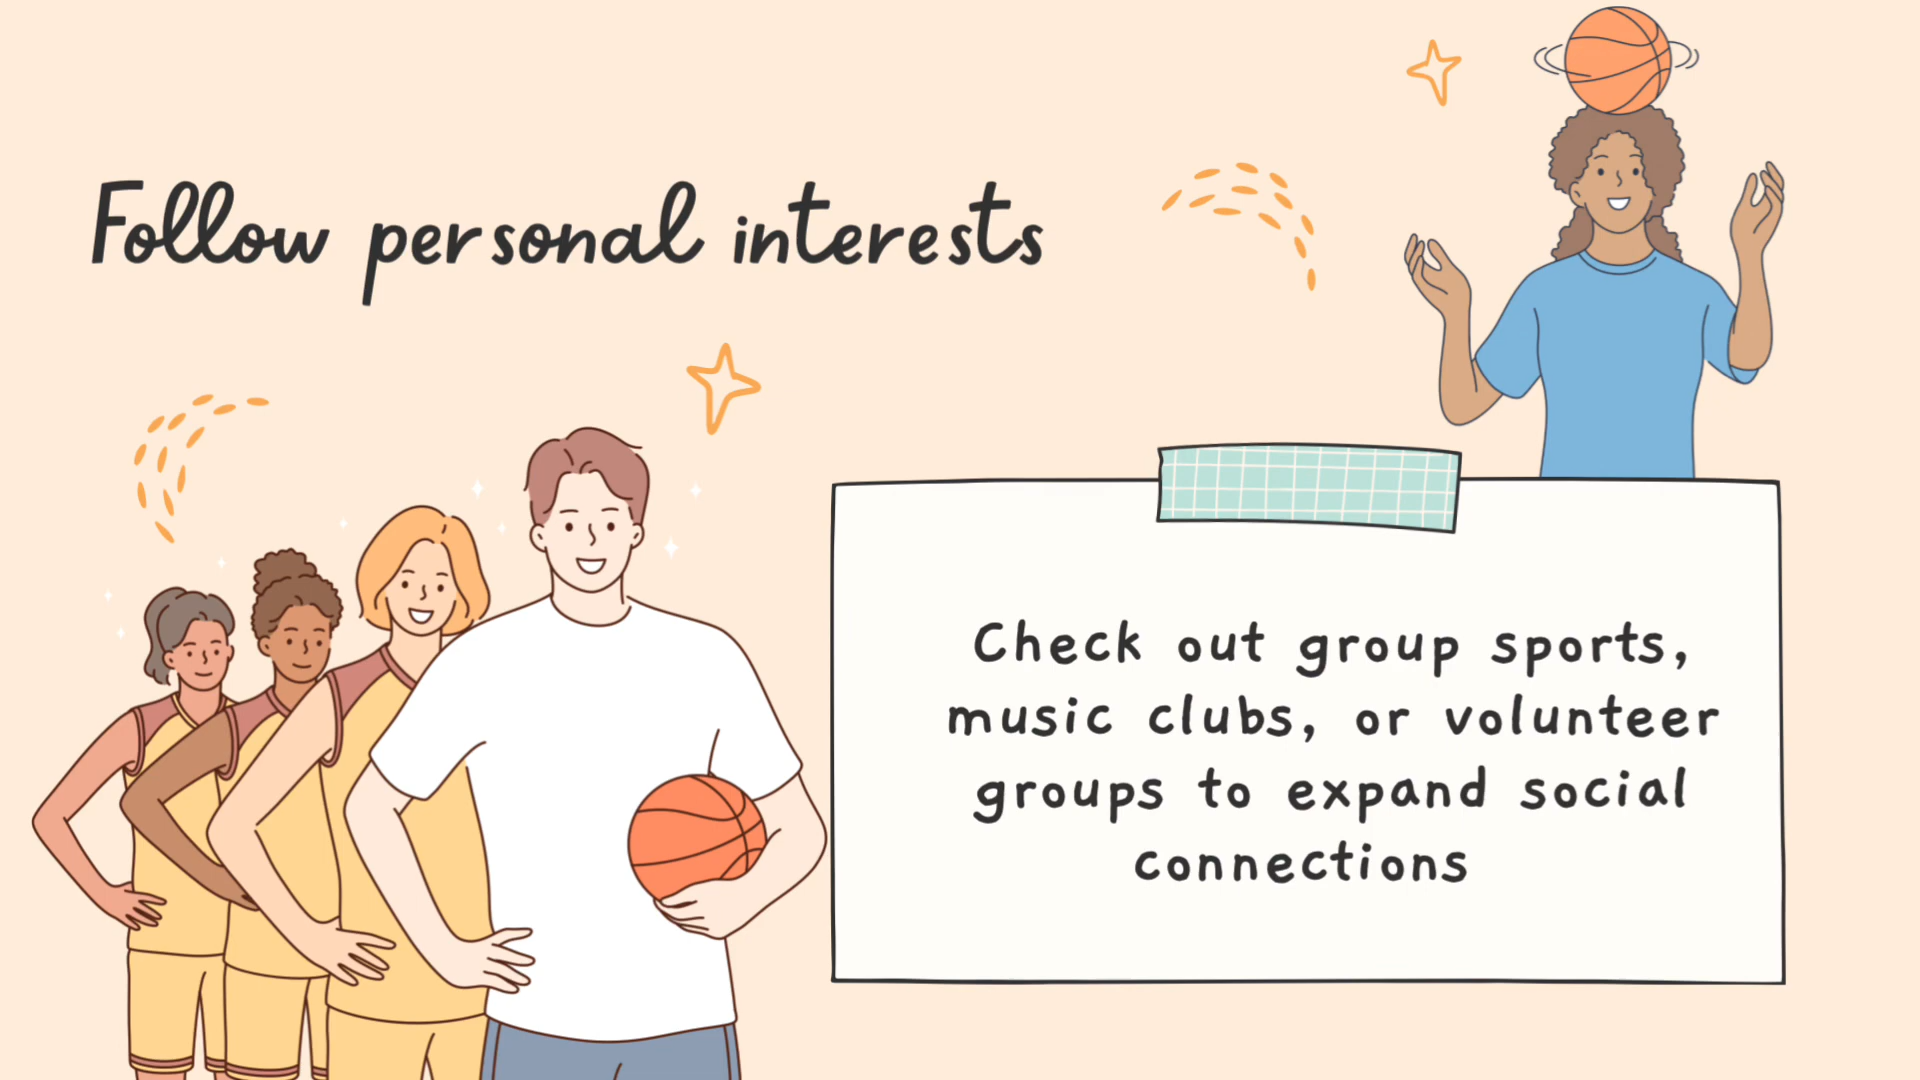 Follow personal interests
Check out group sports,
music clubs, or volunteer
groups to expand social
connections